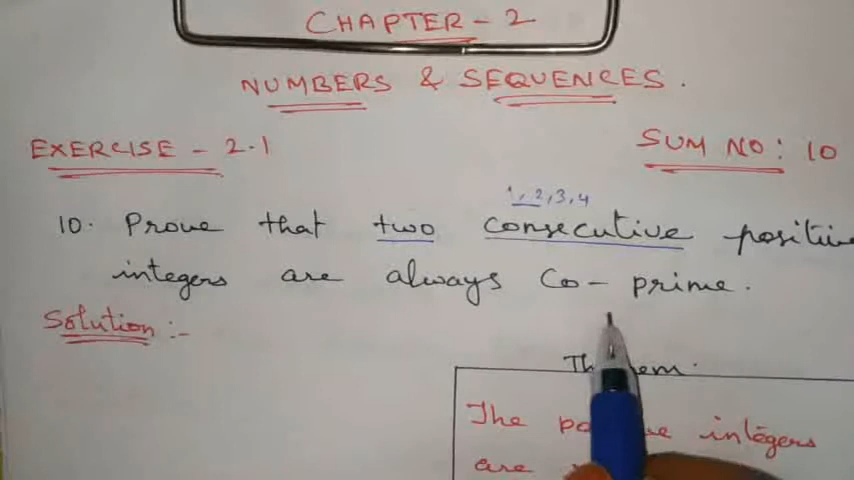 CHAPTER - 2
NUMBERS & SEQUENCES.
EXERCISE - 2.1
SUM NO: 10
1, 2, 3, 4
10. Prove that two consecutive positive
integers are always Co-prime.
Solution :-
The integers
are